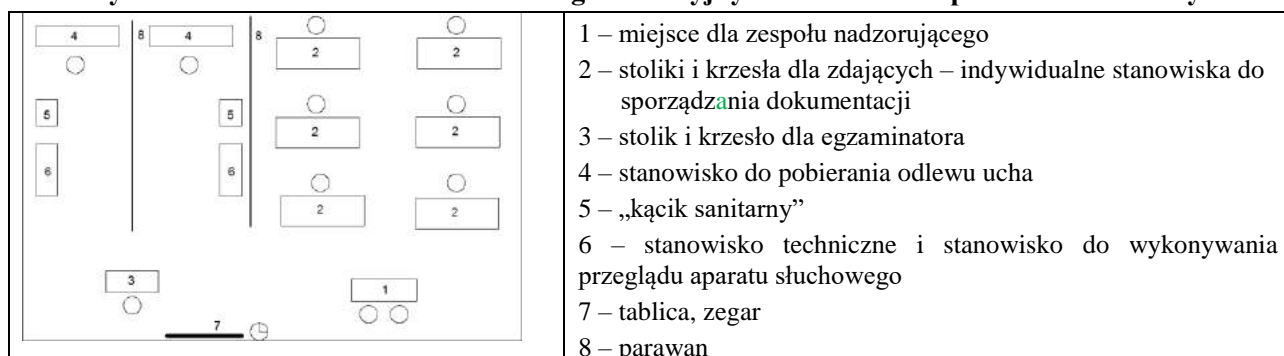 4
8
4
8
2
2
5
5
2
2
6
6
2
2
3
1
7
1 – miejsce dla zespołu nadzorującego
2 – stoliki i krzesła dla zdających – indywidualne stanowiska do
sporządzania dokumentacji
3 – stolik i krzesło dla egzaminatora
4 – stanowisko do pobierania odlewu ucha
5 – „kącik sanitarny”
6 – stanowisko techniczne i stanowisko do wykonywania
przeglądu aparatu słuchowego
7 – tablica, zegar
8 – parawan